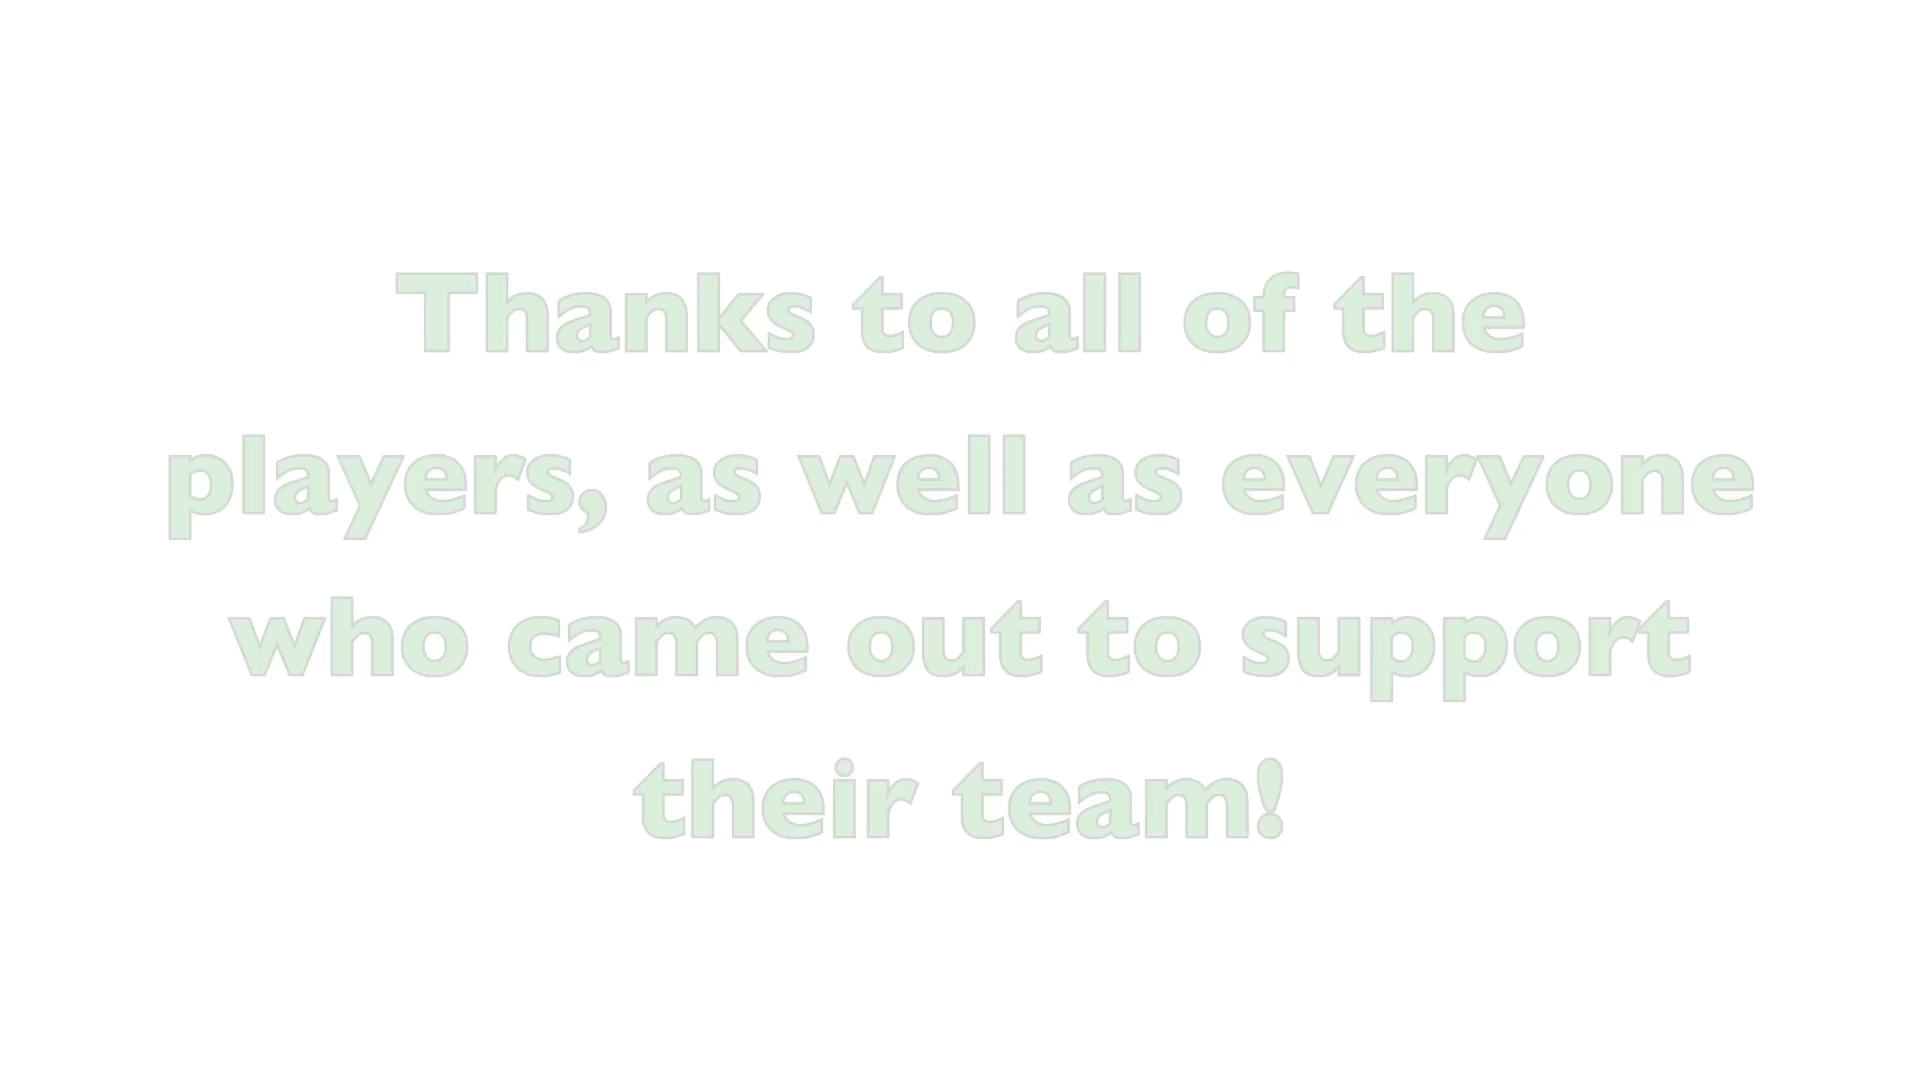 Thanks to all of the
players, as well as everyone
who came out to support
their team!